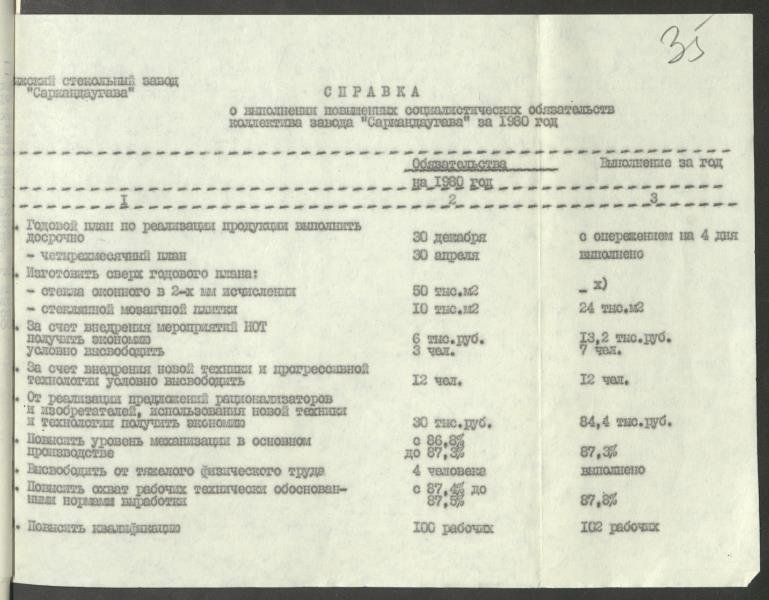 35
ижский стекольный завод
"Саркандаугава"
СПРАВКА
о выполнении повышенных социалистических обязательств
коллектива завода "Саркандаугава" за 1980 год
Обязательства Выполнение за год
на 1980 год
1 2 3
. Годовой план по реализации продукции выполнить
досрочно 30 декабря с опережением на 4 дня
- четырехмесячный план 30 апреля выполнено
. Изготовить сверх годового плана:
- стекла оконного в 2-х мм исчислении 50 тыс.м2 - х)
- стеклянной мозаичной плитки 10 тыс.м2 24 тыс.м2
. За счет внедрения мероприятий НОТ
получить экономию 6 тыс.руб. 13,2 тыс.руб.
условно высвободить 3 чел. 7 чел.
. За счет внедрения новой техники и прогрессивной
технологии условно высвободить 12 чел. 12 чел.
. От реализации предложений рационализаторов
и изобретателей, использования новой техники
и технологии получить экономию 30 тыс.руб. 84,4 тыс.руб.
. Повысить уровень механизации в основном с 86,8%
производстве до 87,3% 87,3%
. Высвободить от тяжелого физического труда 4 человека выполнено
. Повысить охват рабочих технически обоснован- с 87,4% до
ными нормами выработки 87,5% 87,8%
. Повысить квалификацию 100 рабочих 102 рабочих